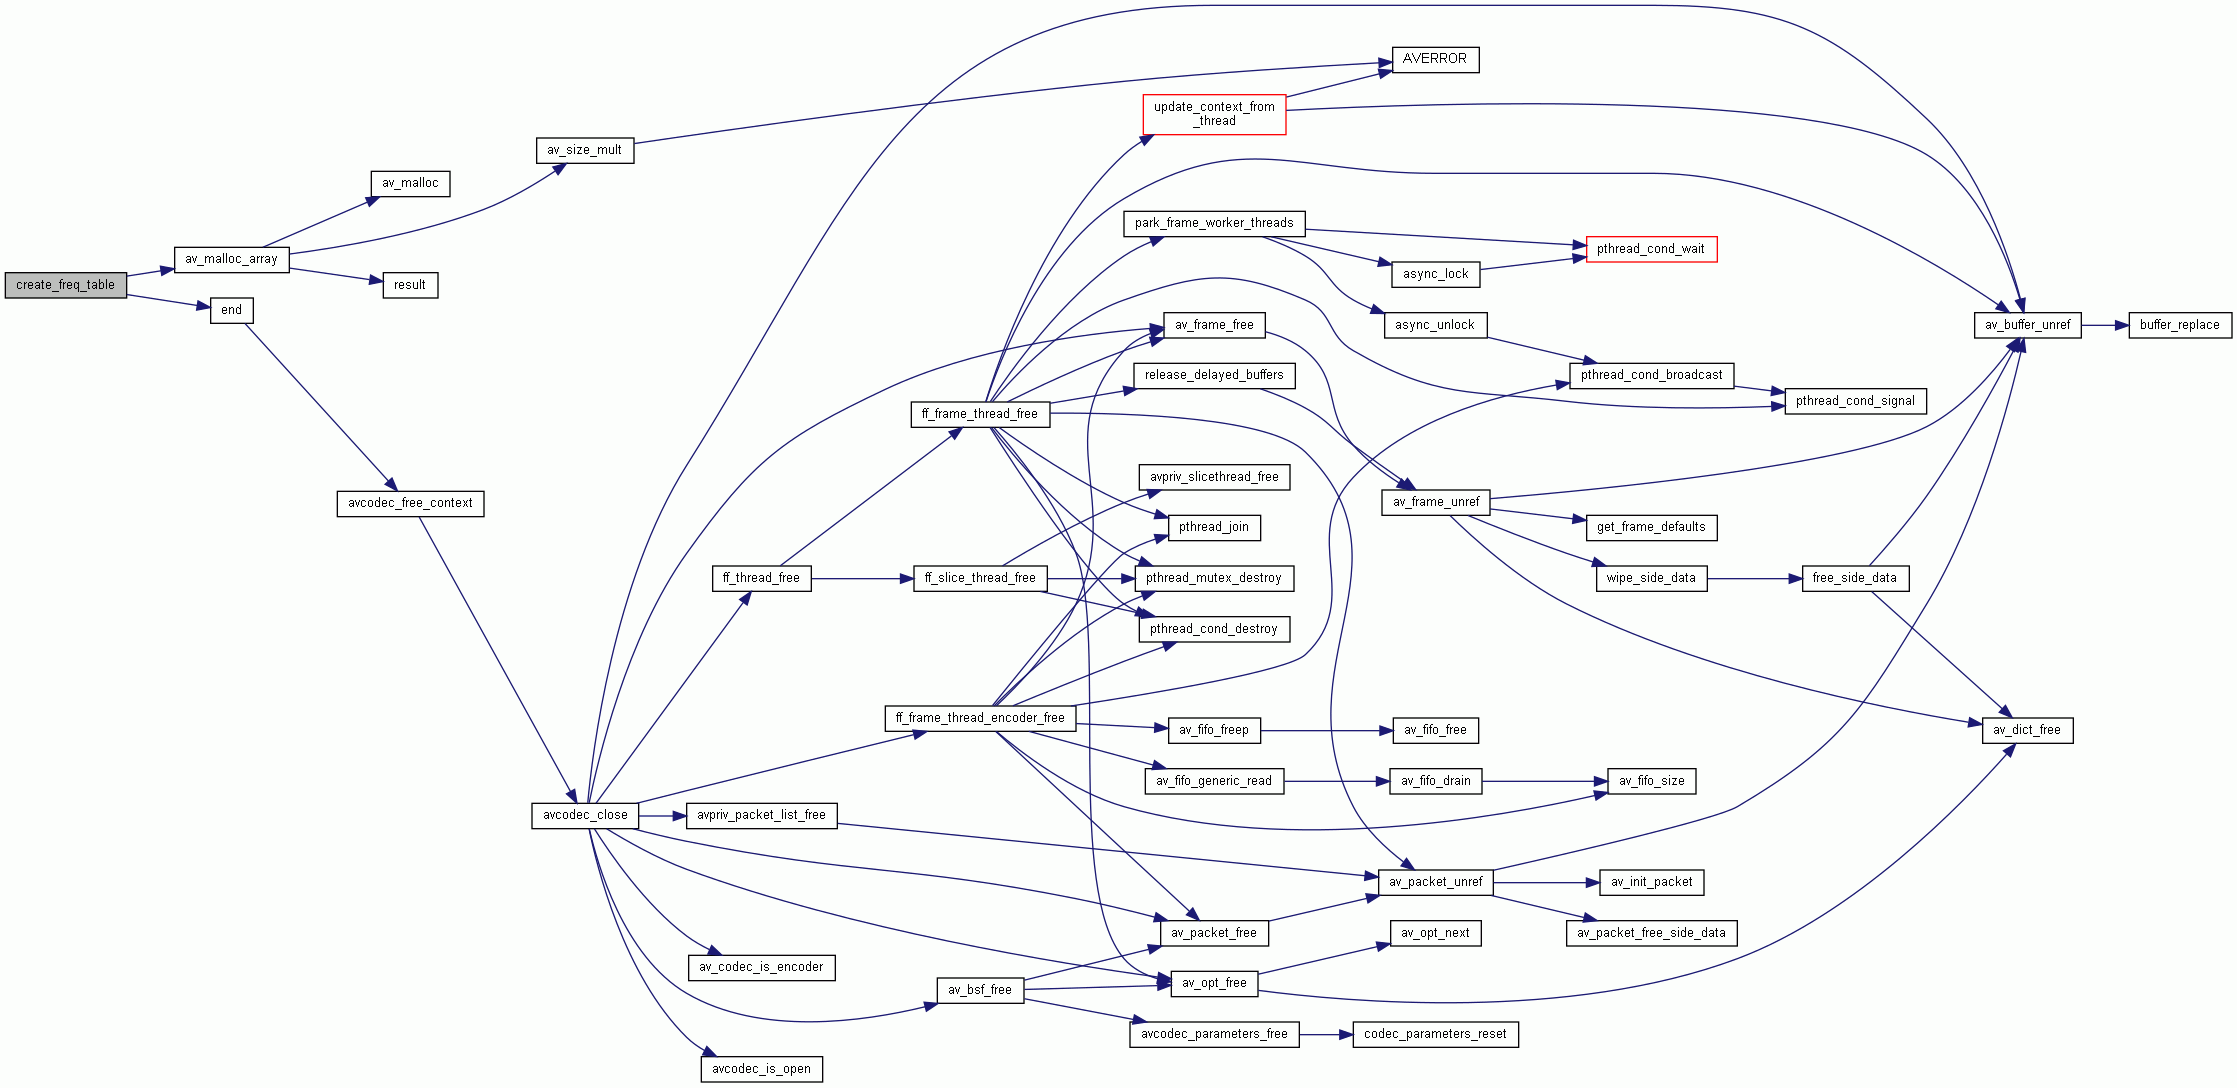 AVERROR
update_context_from
_thread
av_size_mult
av_malloc
park_frame_worker_threads
pthread_cond_wait
av_malloc_array
async_lock
create_freq_table
result
end
av_frame_free
async_unlock
av_buffer_unref
buffer_replace
release_delayed_buffers
pthread_cond_broadcast
pthread_cond_signal
ff_frame_thread_free
avpriv_slicethread_free
avcodec_free_context
av_frame_unref
pthread_join
get_frame_defaults
ff_thread_free
ff_slice_thread_free
pthread_mutex_destroy
wipe_side_data
free_side_data
pthread_cond_destroy
ff_frame_thread_encoder_free
av_fifo_freep
av_fifo_free
av_dict_free
av_fifo_generic_read
av_fifo_drain
av_fifo_size
avcodec_close
avpriv_packet_list_free
av_packet_unref
av_init_packet
av_packet_free
av_opt_next
av_packet_free_side_data
av_codec_is_encoder
av_bsf_free
av_opt_free
avcodec_parameters_free
codec_parameters_reset
avcodec_is_open